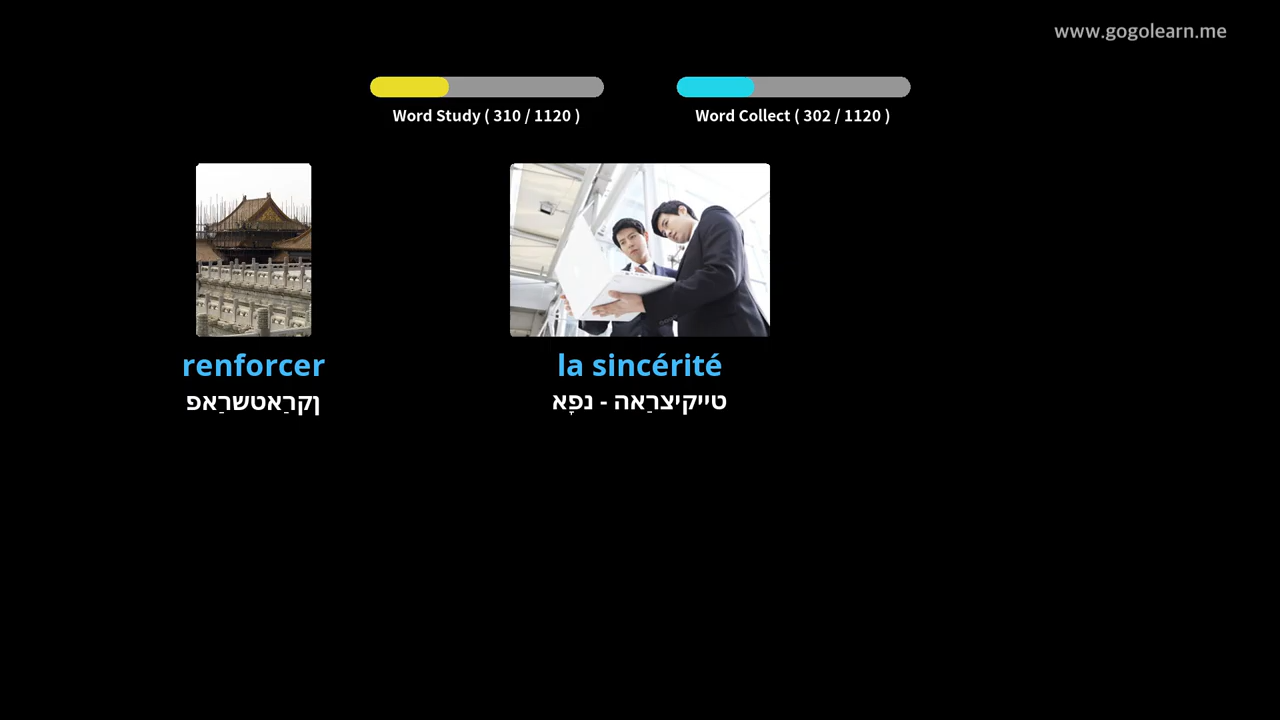 www.gogolearn.me
Word Study ( 310 / 1120 )
Word Collect ( 302 / 1120 )
renforcer
ןקרַאטשרַאפ
la sincérité
טייקיצרַאה - נפָא